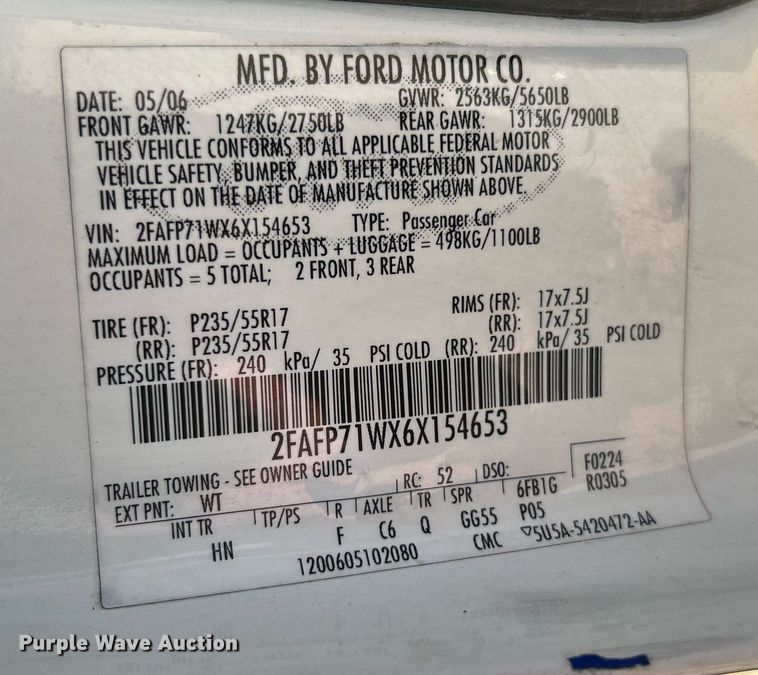 MFD. BY FORD MOTOR CO.
DATE: 05/06 GVWR: 2563KG/5650LB
FRONT GAWR: 1247KG/2750LB REAR GAWR: 1315KG/2900LB
THIS VEHICLE CONFORMS TO ALL APPLICABLE FEDERAL MOTOR
VEHICLE SAFETY, BUMPER, AND THEFT PREVENTION STANDARDS
IN EFFECT ON THE DATE OF MANUFACTURE SHOWN ABOVE.
VIN: 2FAFP71WX6X154653 TYPE: Passenger Car
MAXIMUM LOAD = OCCUPANTS + LUGGAGE = 498KG/1100LB
OCCUPANTS = 5 TOTAL; 2 FRONT, 3 REAR
TIRE (FR): P235/55R17 RIMS (FR): 17x7.5J
(RR): P235/55R17 (RR): 17x7.5J
PRESSURE (FR): 240 kPa/ 35 PSI COLD (RR): 240 kPa/ 35 PSI COLD
2FAFP71WX6X154653
TRAILER TOWING - SEE OWNER GUIDE
EXT PNT: WT RC: 52 DSO: F0224
INT TR TP/PS R AXLE TR SPR 6FB1G R0305
HN F C6 Q GG55 P05
1200605102080 CMC ▽5U5A-5420472-AA
Purple Wave Auction